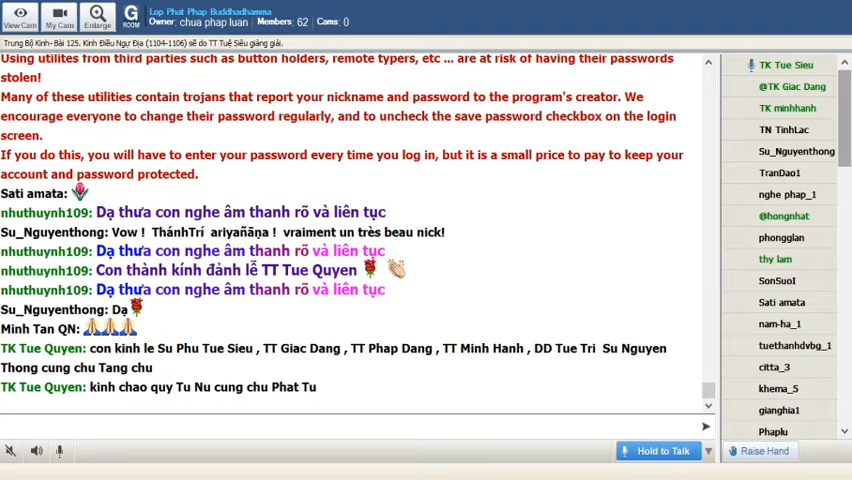 View Cam
My Cam
Enlarge
G
ROOM
Lop Phat Phap Buddhadhamma
Owner: chua phap luan Members: 62 Cams: 0
Trung Bộ Kinh- Bài 125. Kinh Điều Ngự Địa (1104-1106) sẽ do TT Tuệ Siêu giảng giải.
Using utilites from third parties such as button holders, remote typers, etc ... are at risk of having their passwords
stolen!
Many of these utilities contain trojans that report your nickname and password to the program's creator. We
encourage everyone to change their password regularly, and to uncheck the save password checkbox on the login
screen.
If you do this, you will have to enter your password every time you log in, but it is a small price to pay to keep your
account and password protected.
Sati amata:
nhuthuynh109: Dạ thưa con nghe âm thanh rõ và liên tục
Su_Nguyenthong: Vow ! ThánhTrí ariyañāṇa ! vraiment un très beau nick!
nhuthuynh109: Dạ thưa con nghe âm thanh rõ và liên tục
nhuthuynh109: Con thành kính đảnh lễ TT Tue Quyen
nhuthuynh109: Dạ thưa con nghe âm thanh rõ và liên tục
Su_Nguyenthong: Dạ
Minh Tan QN:
TK Tue Quyen: con kinh le Su Phu Tue Sieu , TT Giac Dang , TT Phap Dang , TT Minh Hanh , DD Tue Tri Su Nguyen
Thong cung chu Tang chu
TK Tue Quyen: kinh chao quy Tu Nu cung chu Phat Tu
Hold to Talk
TK Tue Sieu
@TK Giac Dang
TK minhhanh
TN TinhLac
Su_Nguyenthong
TranDao1
nghe phap_1
@hongnhat
phongglan
thy lam
SonSuoI
Sati amata
nam-ha_1
tuethanhdvbg_1
citta_3
khema_5
gianghia1
Phaplu
Raise Hand